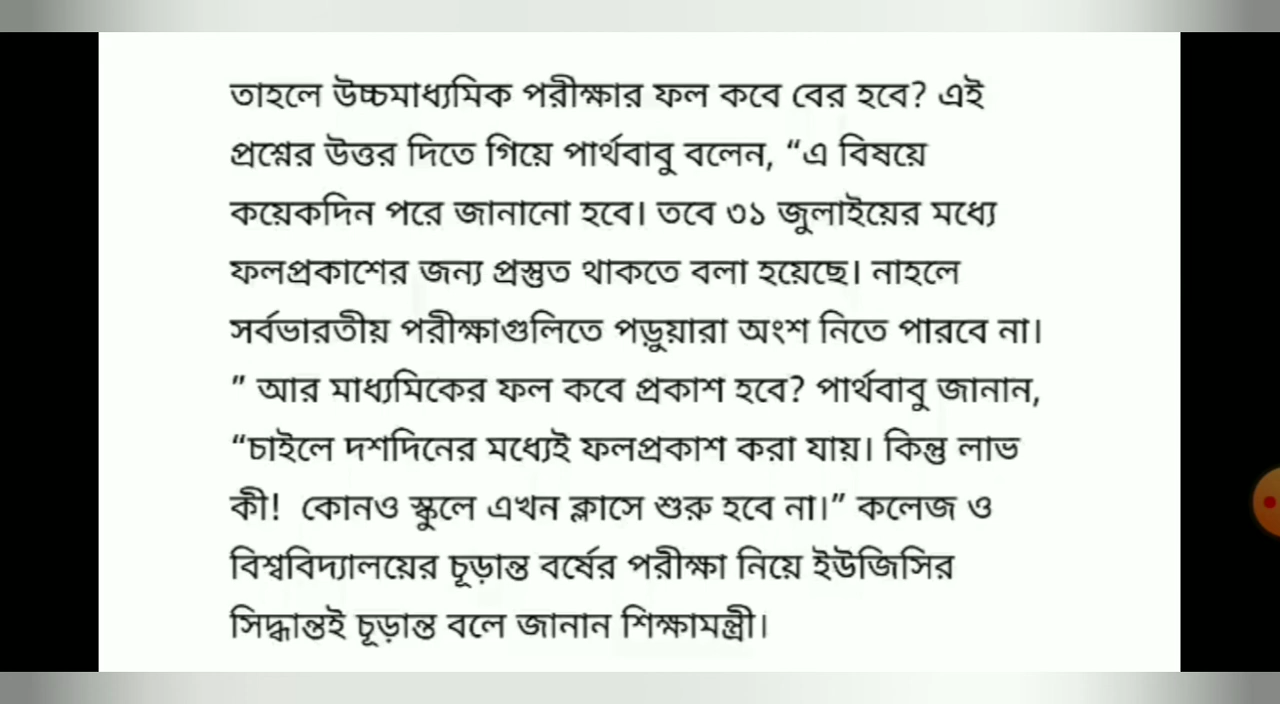 তাহলে উচ্চমাধ্যমিক পরীক্ষার ফল কবে বের হবে? এই
প্রশ্নের উত্তর দিতে গিয়ে পার্থবাবু বলেন, “এ বিষয়ে
কয়েকদিন পরে জানানো হবে। তবে ৩১ জুলাইয়ের মধ্যে
ফলপ্রকাশের জন্য প্রস্তুত থাকতে বলা হয়েছে। নাহলে
সর্বভারতীয় পরীক্ষাগুলিতে পড়ুয়ারা অংশ নিতে পারবে না।
” আর মাধ্যমিকের ফল কবে প্রকাশ হবে? পার্থবাবু জানান,
“চাইলে দশদিনের মধ্যেই ফলপ্রকাশ করা যায়। কিন্তু লাভ
কী! কোনও স্কুলে এখন ক্লাসে শুরু হবে না।” কলেজ ও
বিশ্ববিদ্যালয়ের চূড়ান্ত বর্ষের পরীক্ষা নিয়ে ইউজিসির
সিদ্ধান্তই চূড়ান্ত বলে জানান শিক্ষামন্ত্রী।